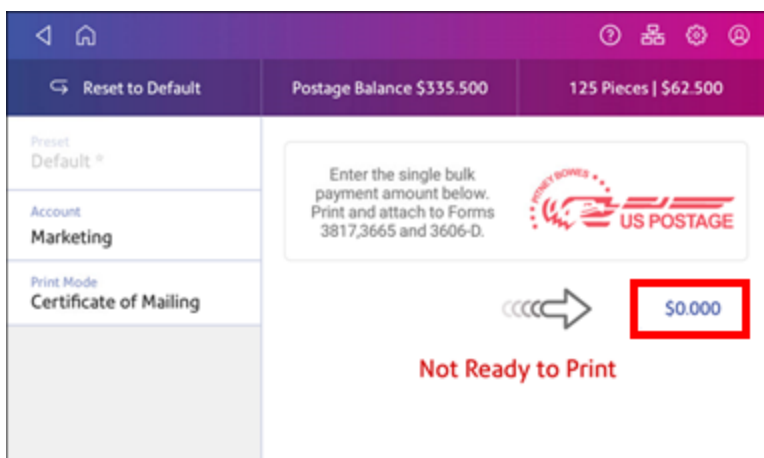 Reset to Default
Postage Balance $335.500
125 Pieces | $62.500
Preset
Default *
Account
Marketing
Print Mode
Certificate of Mailing
Enter the single bulk
payment amount below.
Print and attach to Forms
3817,3665 and 3606-D.
PITNEY BOWES
US POSTAGE
$0.000
Not Ready to Print